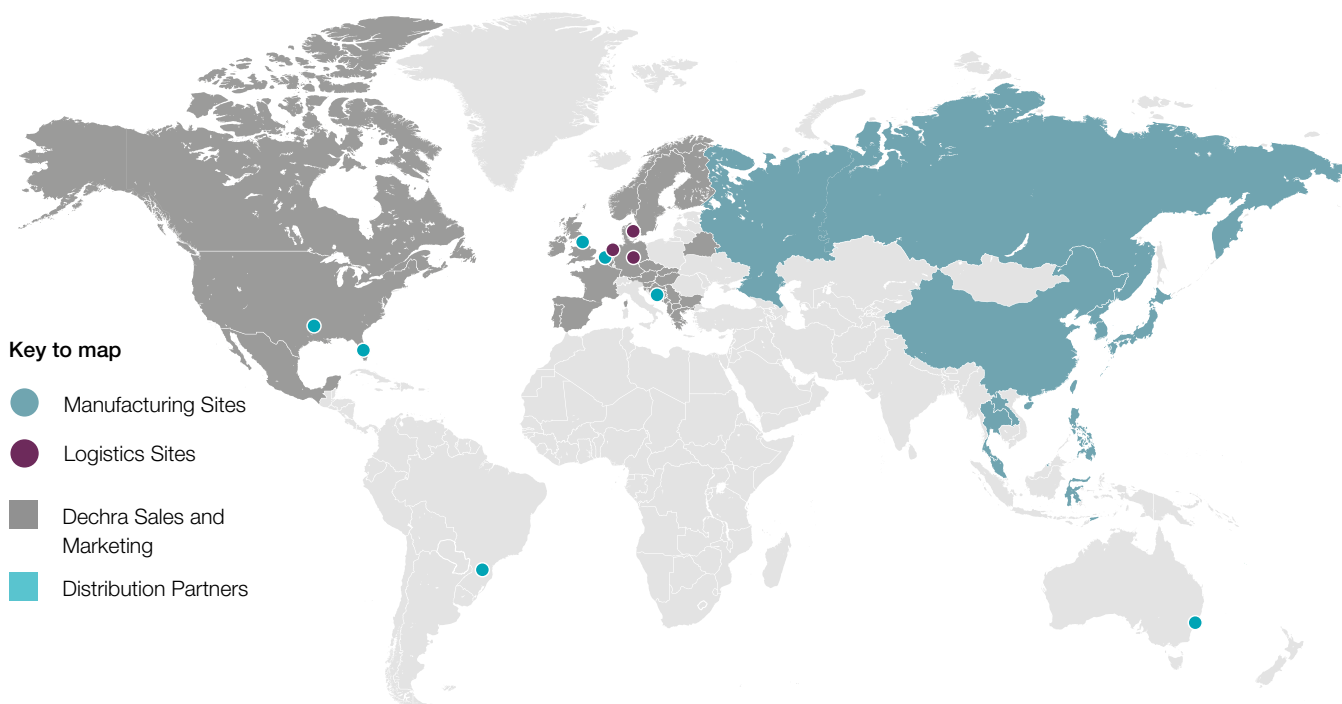 Key to map
Manufacturing Sites
Logistics Sites
Dechra Sales and
Marketing
Distribution Partners